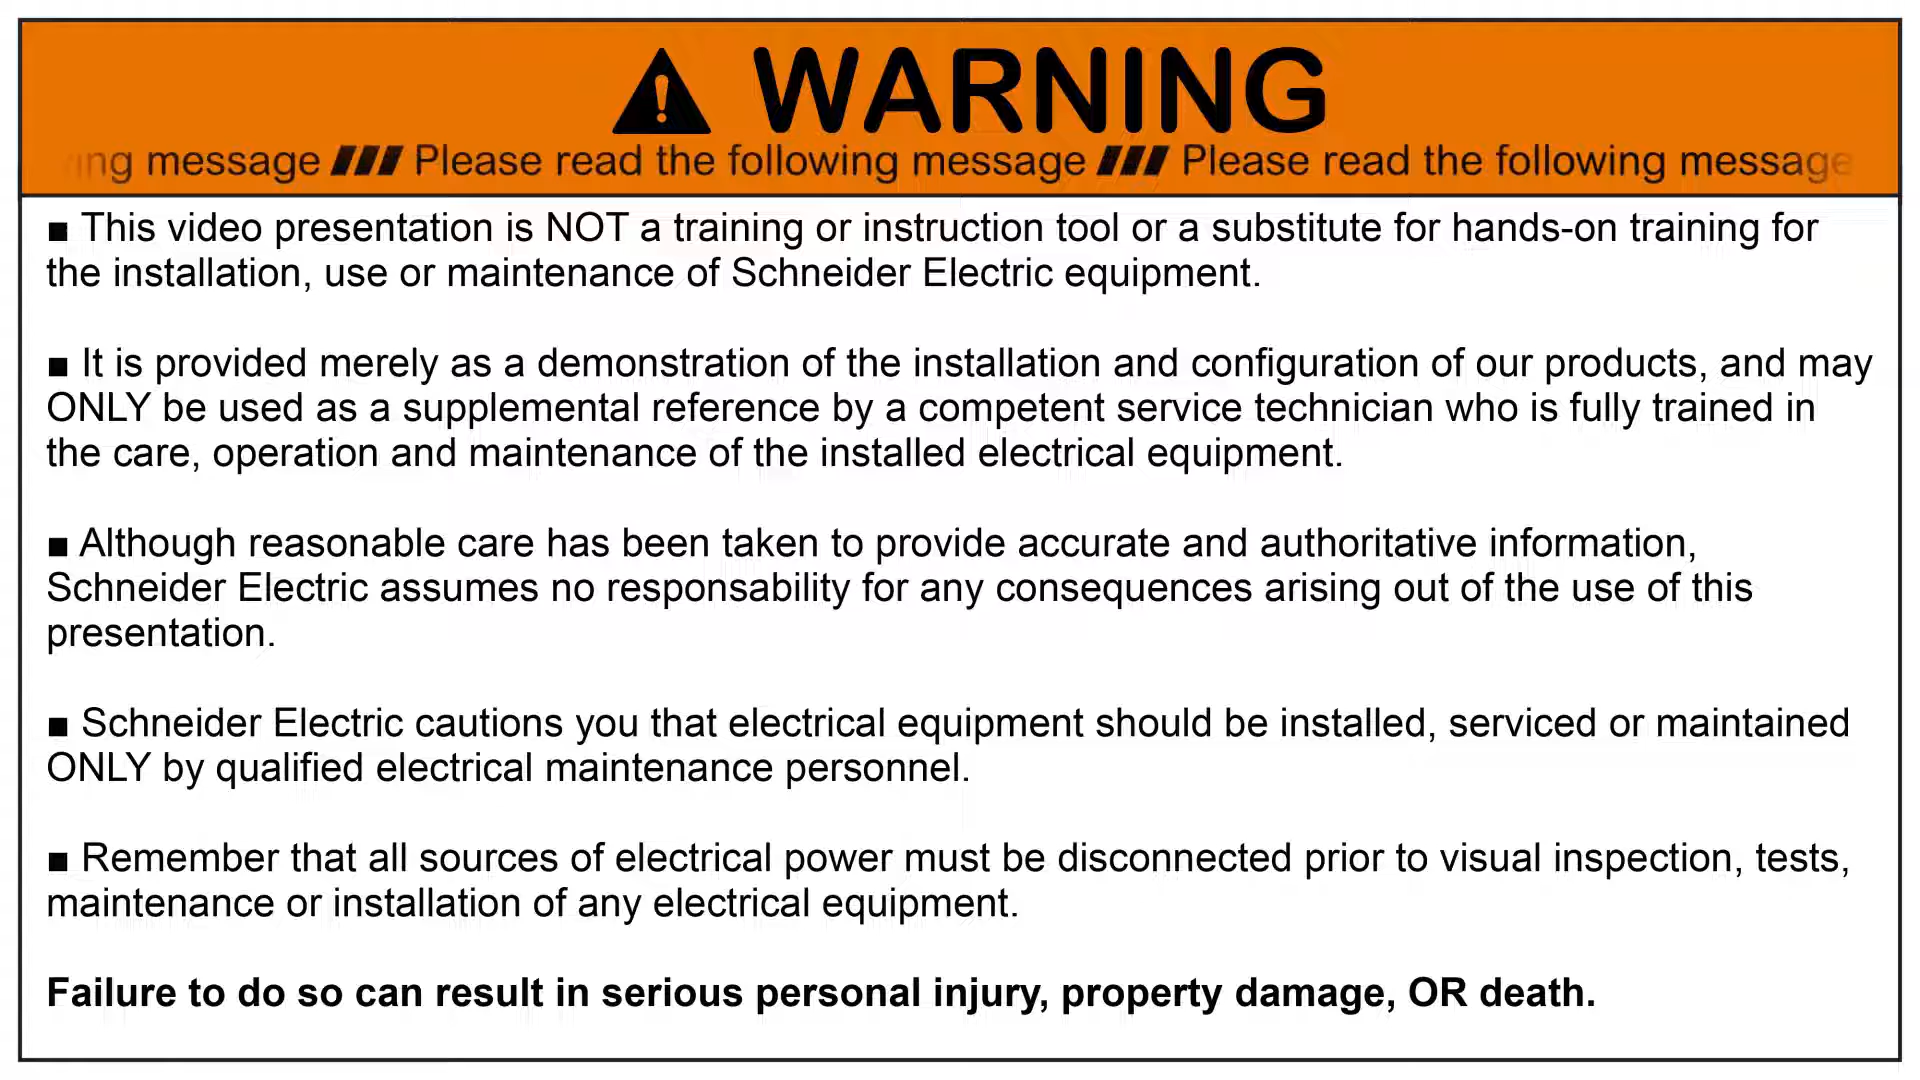 WARNING
message /// Please read the following message /// Please read the following message
■ This video presentation is NOT a training or instruction tool or a substitute for hands-on training for
the installation, use or maintenance of Schneider Electric equipment.
■ It is provided merely as a demonstration of the installation and configuration of our products, and may
ONLY be used as a supplemental reference by a competent service technician who is fully trained in
the care, operation and maintenance of the installed electrical equipment.
■ Although reasonable care has been taken to provide accurate and authoritative information,
Schneider Electric assumes no responsability for any consequences arising out of the use of this
presentation.
■ Schneider Electric cautions you that electrical equipment should be installed, serviced or maintained
ONLY by qualified electrical maintenance personnel.
■ Remember that all sources of electrical power must be disconnected prior to visual inspection, tests,
maintenance or installation of any electrical equipment.
Failure to do so can result in serious personal injury, property damage, OR death.